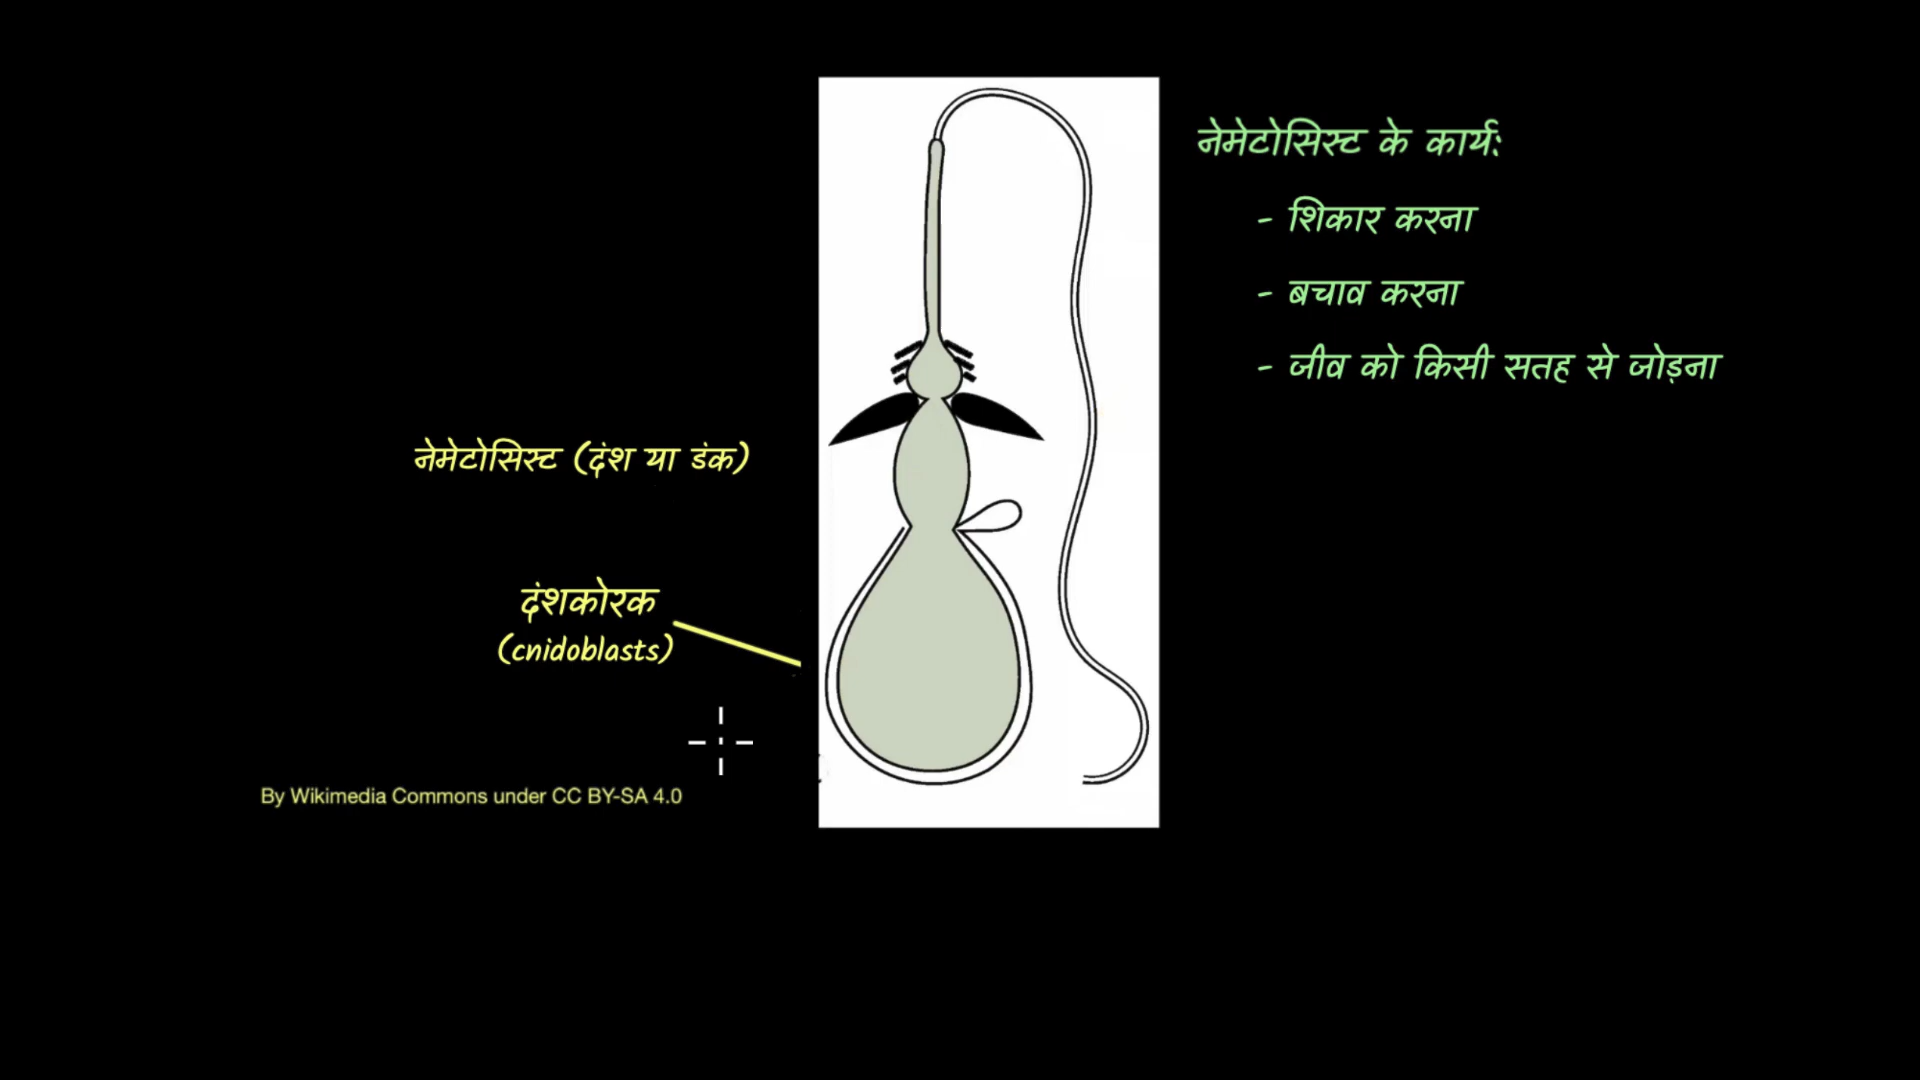 नेमेटोसिस्ट के कार्य:
- शिकार करना
- बचाव करना
- जीव को किसी सतह से जोड़ना
नेमेटोसिस्ट (दंश या डंक)
दंशकोरक
(cnidoblasts)
By Wikimedia Commons under CC BY-SA 4.0